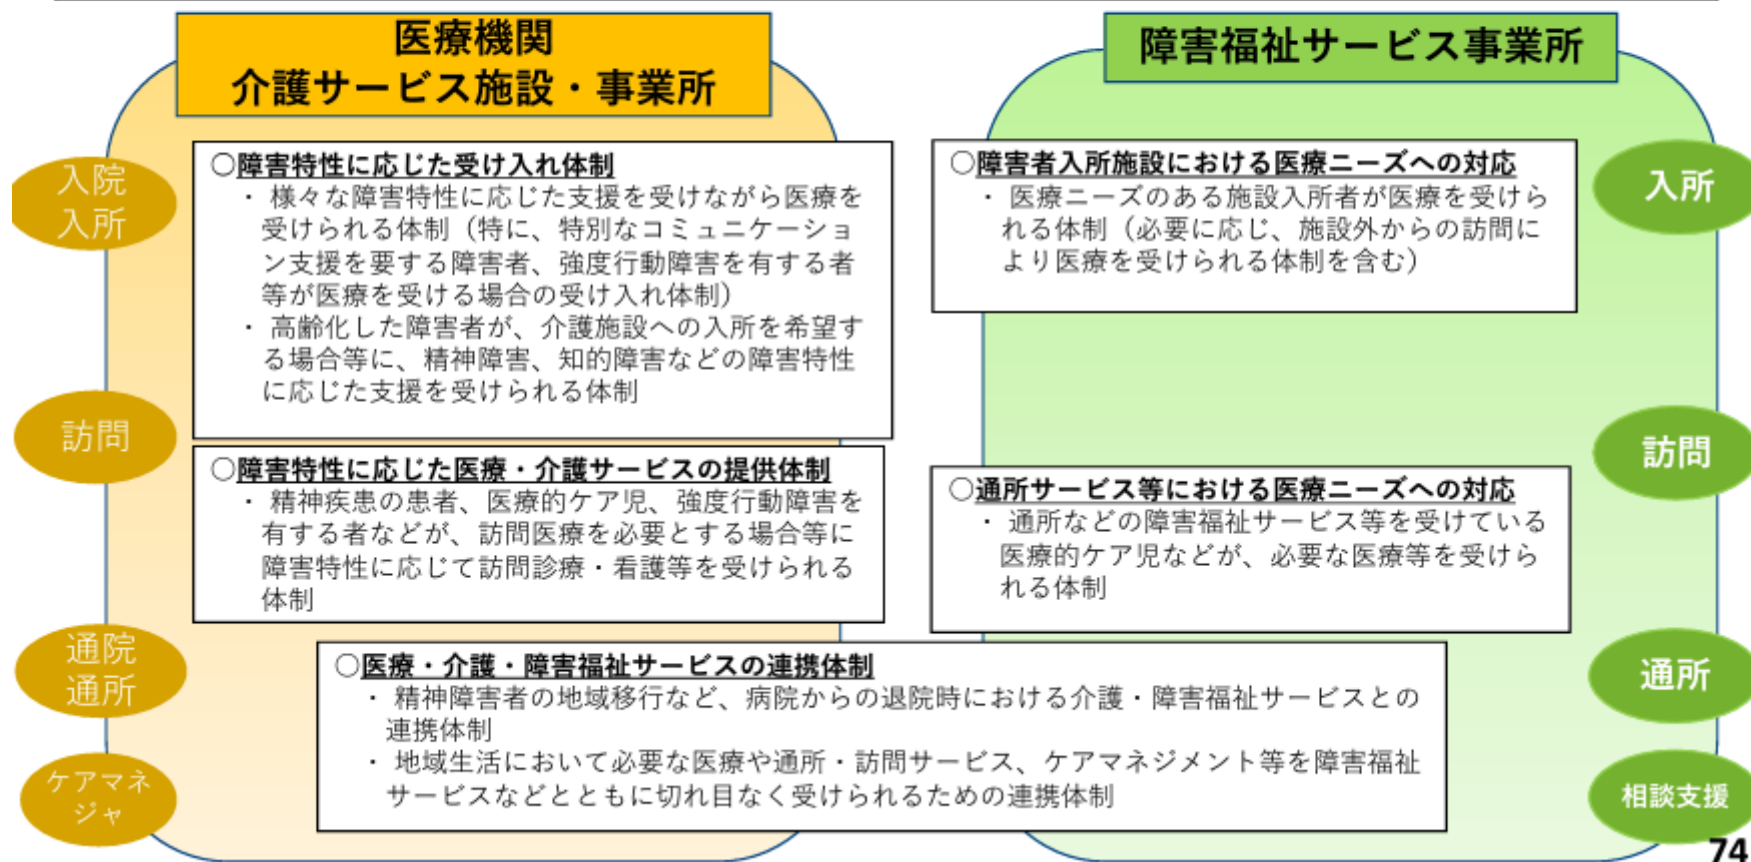 医療機関
介護サービス施設・事業所
入院
入所
訪問
通院
通所
ケアマネ
ジャ
○障害特性に応じた受け入れ体制
・ 様々な障害特性に応じた支援を受けながら医療を
受けられる体制（特に、特別なコミュニケーショ
ン支援を要する障害者、強度行動障害を有する者
等が医療を受ける場合の受け入れ体制）
・ 高齢化した障害者が、介護施設への入所を希望す
る場合等に、精神障害、知的障害などの障害特性
に応じた支援を受けられる体制
○障害特性に応じた医療・介護サービスの提供体制
・ 精神疾患の患者、医療的ケア児、強度行動障害を
有する者などが、訪問医療を必要とする場合等に
障害特性に応じて訪問診療・看護等を受けられる
体制
障害福祉サービス事業所
○障害者入所施設における医療ニーズへの対応
・ 医療ニーズのある施設入所者が医療を受けら
れる体制（必要に応じ、施設外からの訪問に
より医療を受けられる体制を含む）
○通所サービス等における医療ニーズへの対応
・ 通所などの障害福祉サービス等を受けている
医療的ケア児などが、必要な医療等を受けら
れる体制
入所
訪問
通所
相談支援
○医療・介護・障害福祉サービスの連携体制
・ 精神障害者の地域移行など、病院からの退院時における介護・障害福祉サービスとの
連携体制
・ 地域生活において必要な医療や通所・訪問サービス、ケアマネジメント等を障害福祉
サービスなどとともに切れ目なく受けられるための連携体制
74